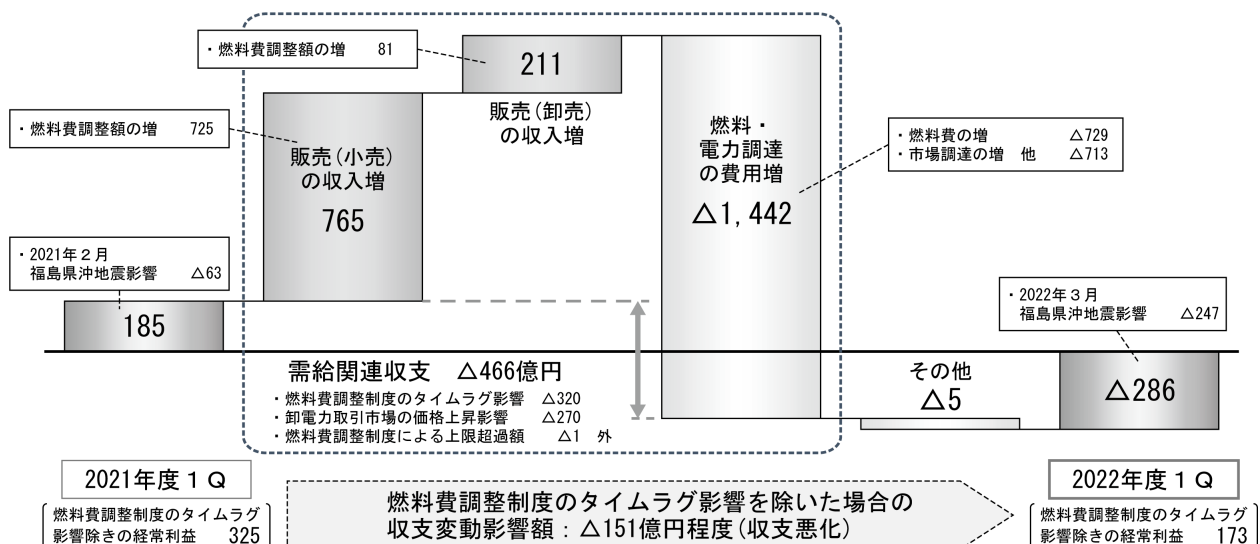 ・燃料費調整額の増 81
211
販売(卸売)
の収入増
・燃料費調整額の増 725
販売(小売)
の収入増
765
燃料・
電力調達
の費用増
△1,442
・燃料費の増 △729
・市場調達の増 他 △713
・2021年2月
福島県沖地震影響 △63
185
・2022年3月
福島県沖地震影響 △247
需給関連収支 △466億円
・燃料費調整制度のタイムラグ影響 △320
・卸電力取引市場の価格上昇影響 △270
・燃料費調整制度による上限超過額 △1 外
その他
△5
△286
2021年度1Q
燃料費調整制度のタイムラグ
影響除きの経常利益 325
燃料費調整制度のタイムラグ影響を除いた場合の
収支変動影響額:△151億円程度(収支悪化)
2022年度1Q
燃料費調整制度のタイムラグ
影響除きの経常利益 173